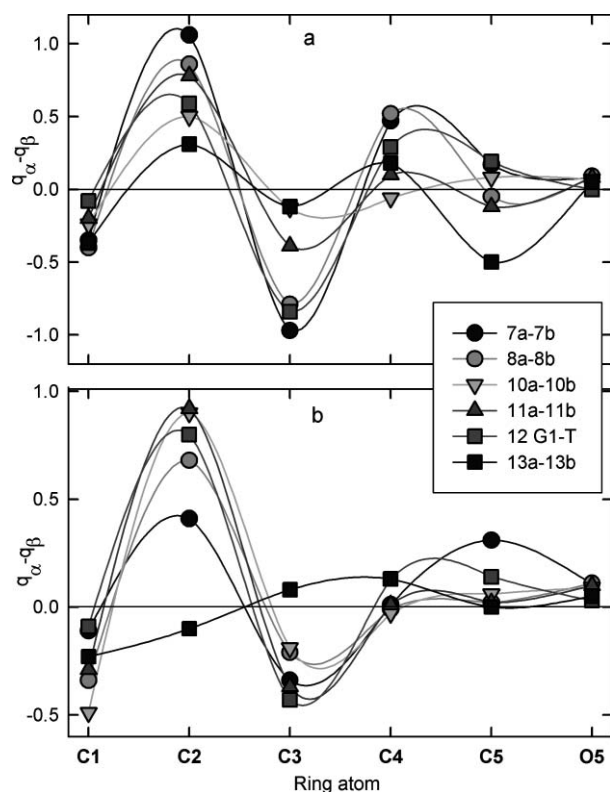 a
1.0
0.5
0.0
-0.5
-1.0
qα-qβ
7a-7b
8a-8b
10a-10b
11a-11b
12 G1-T
13a-13b
b
1.0
0.5
0.0
-0.5
qα-qβ
C1 C2 C3 C4 C5 O5
Ring atom